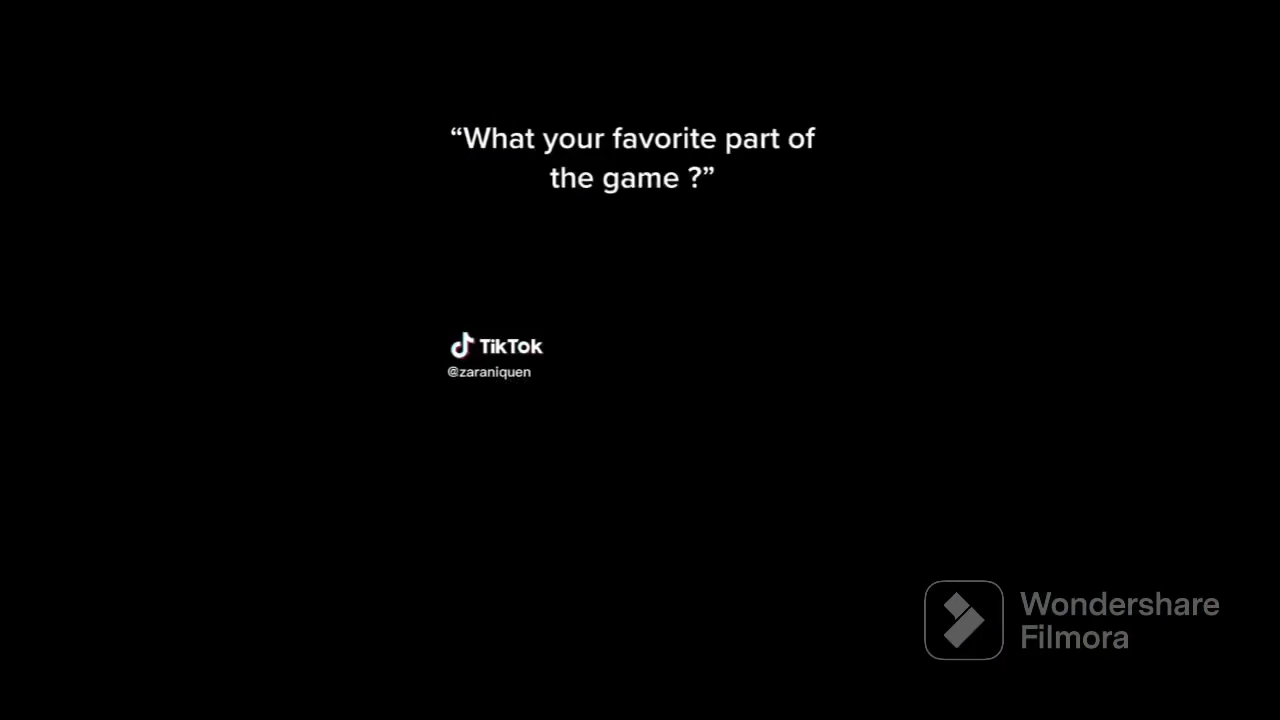 “What your favorite part of
the game ?”
TikTok
@zaraniquen
Wondershare
Filmora